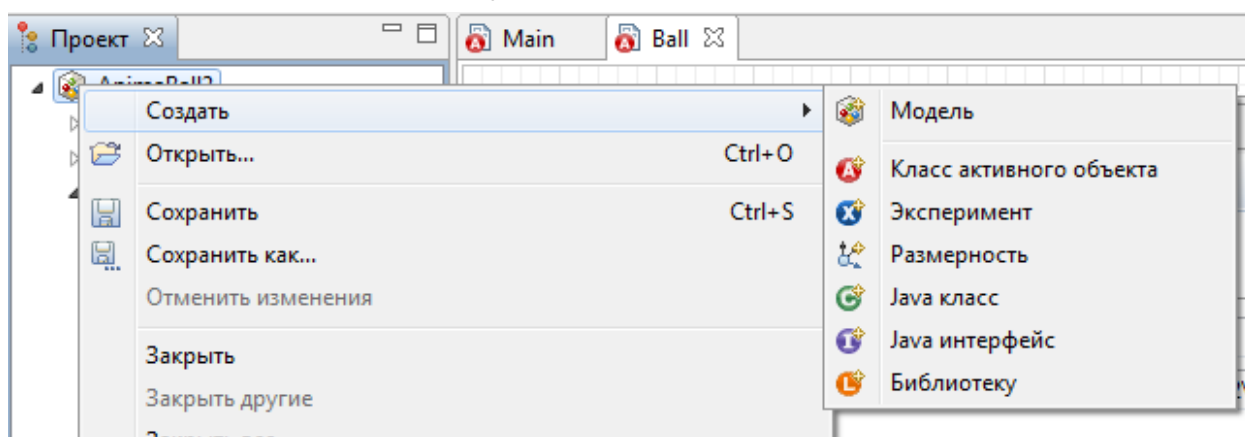 Проект Main Ball
Создать Модель
Открыть... Ctrl+O
Класс активного объекта
Сохранить Ctrl+S Эксперимент
Сохранить как... Размерность
Отменить изменения Java класс
Java интерфейс
Закрыть
Библиотеку
Закрыть другие